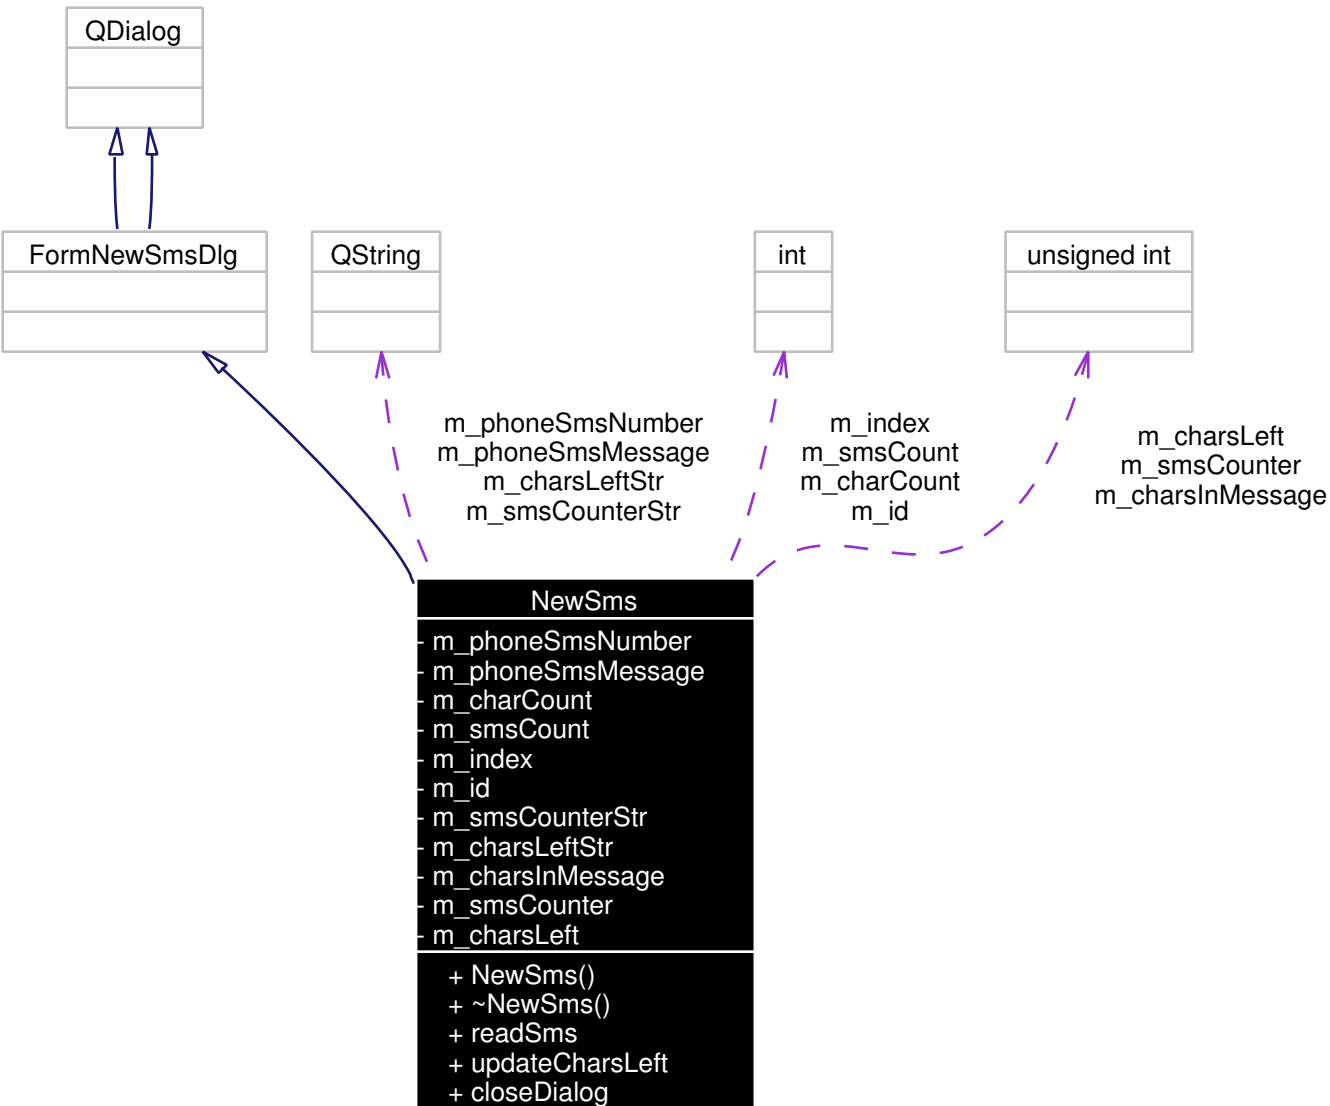 QDialog
FormNewSmsDlg
QString
int
unsigned int
m_phoneSmsNumber
m_phoneSmsMessage
m_charsLeftStr
m_smsCounterStr
m_index
m_smsCount
m_charCount
m_id
m_charsLeft
m_smsCounter
m_charsInMessage
NewSms
- m_phoneSmsNumber
- m_phoneSmsMessage
- m_charCount
- m_smsCount
- m_index
- m_id
- m_smsCounterStr
- m_charsLeftStr
- m_charsInMessage
- m_smsCounter
- m_charsLeft
+ NewSms()
+ ~NewSms()
+ readSms
+ updateCharsLeft
+ closeDialog